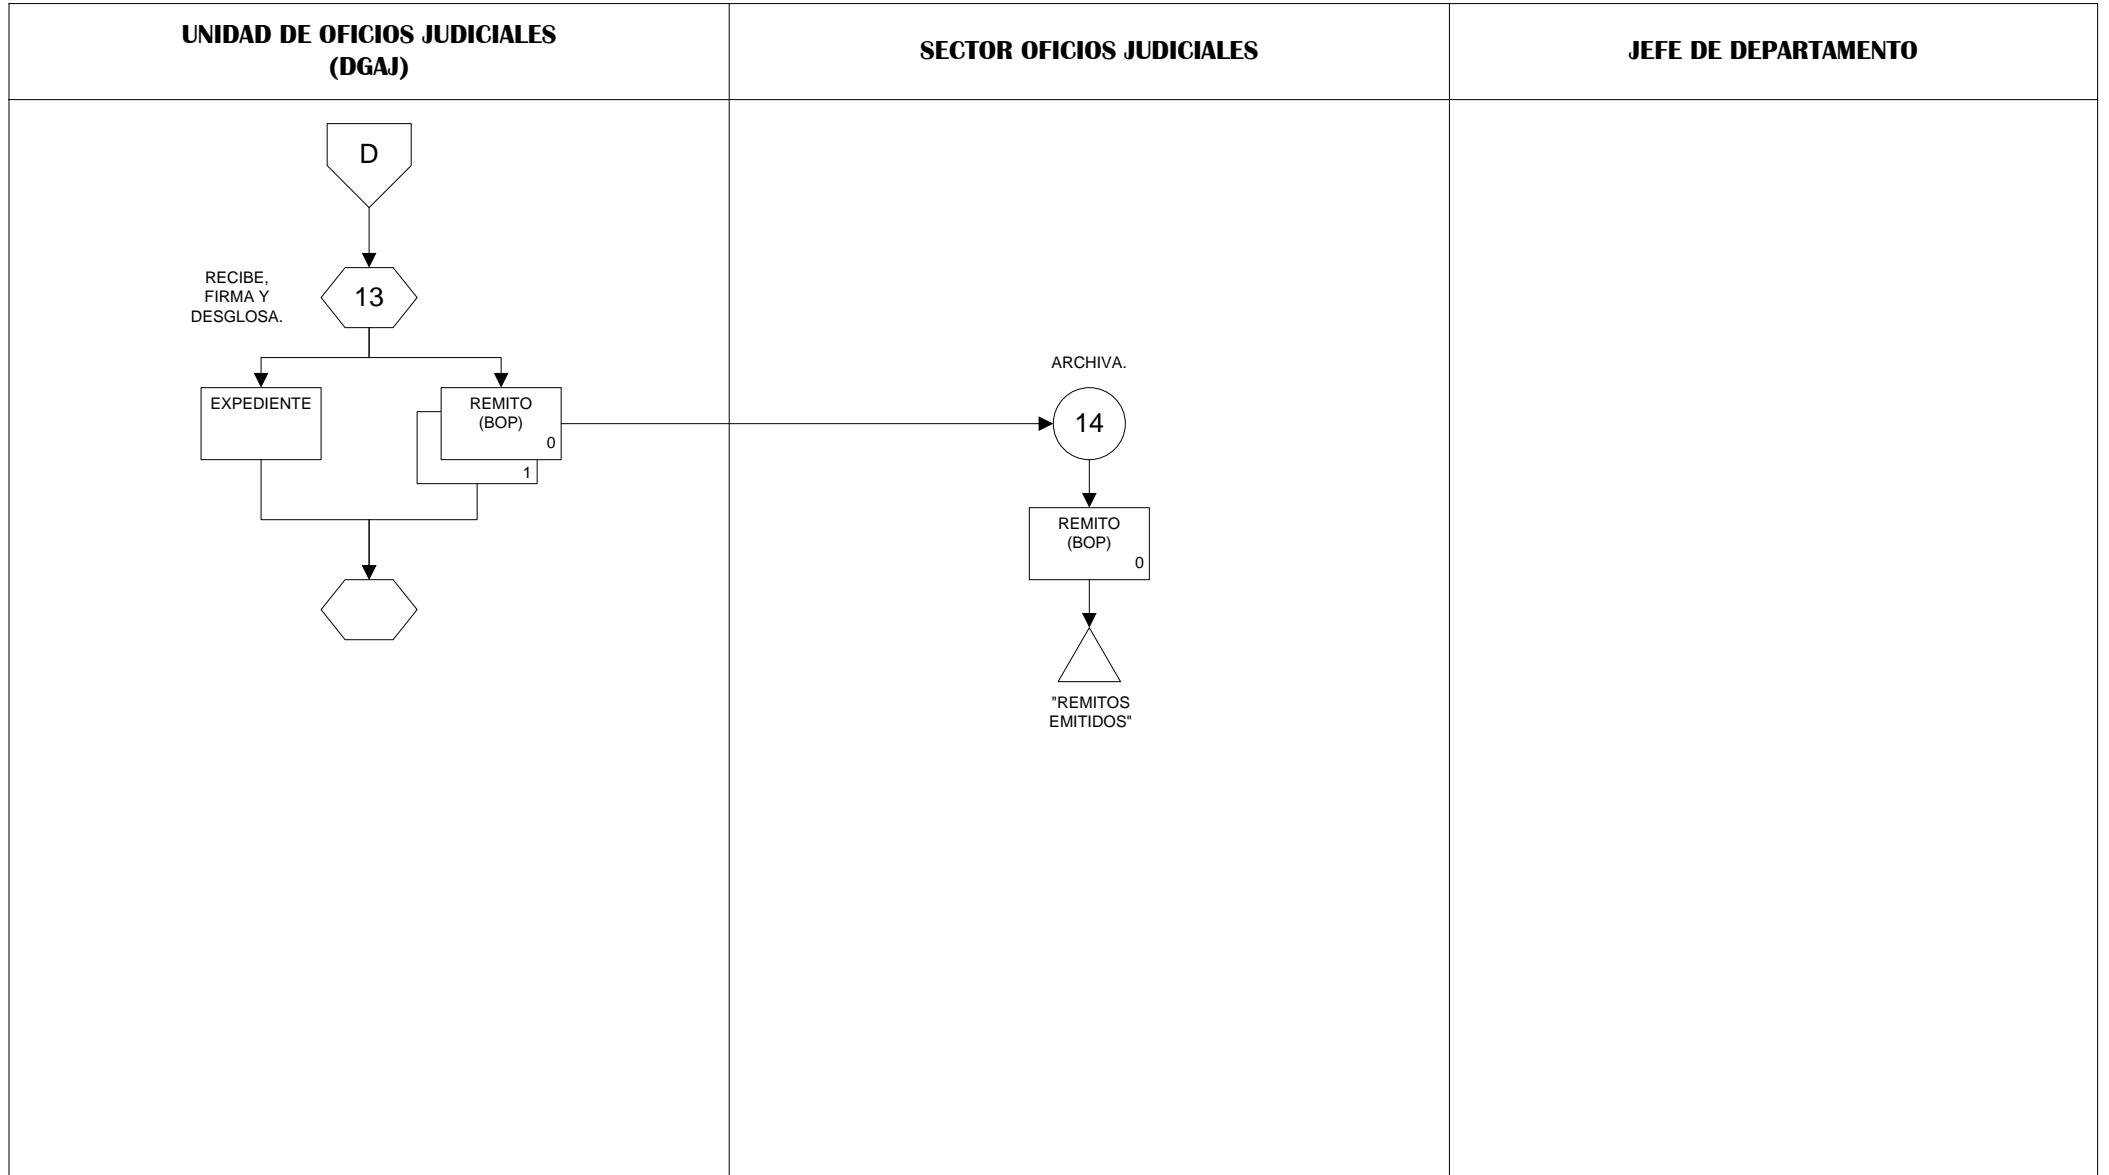 UNIDAD DE OFICIOS JUDICIALES
(DGAJ)
SECTOR OFICIOS JUDICIALES
JEFE DE DEPARTAMENTO
D
RECIBE,
FIRMA Y
DESGLOSA.
13
EXPEDIENTE
REMITO
(BOP)
0
1
ARCHIVA.
14
REMITO
(BOP)
0
"REMITOS
EMITIDOS"